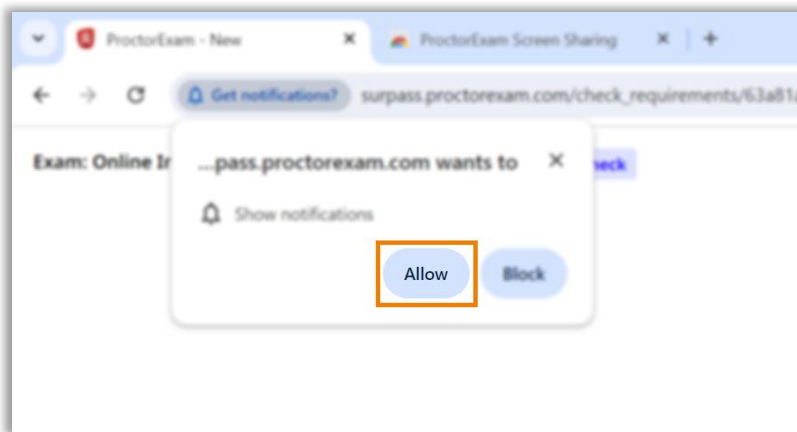 ProctorExam - New
ProctorExam Screen Sharing
Get notifications? surpass.proctorexam.com/check_requirements/63a81
Exam: Online
...pass.proctorexam.com wants to
Show notifications
Allow Block